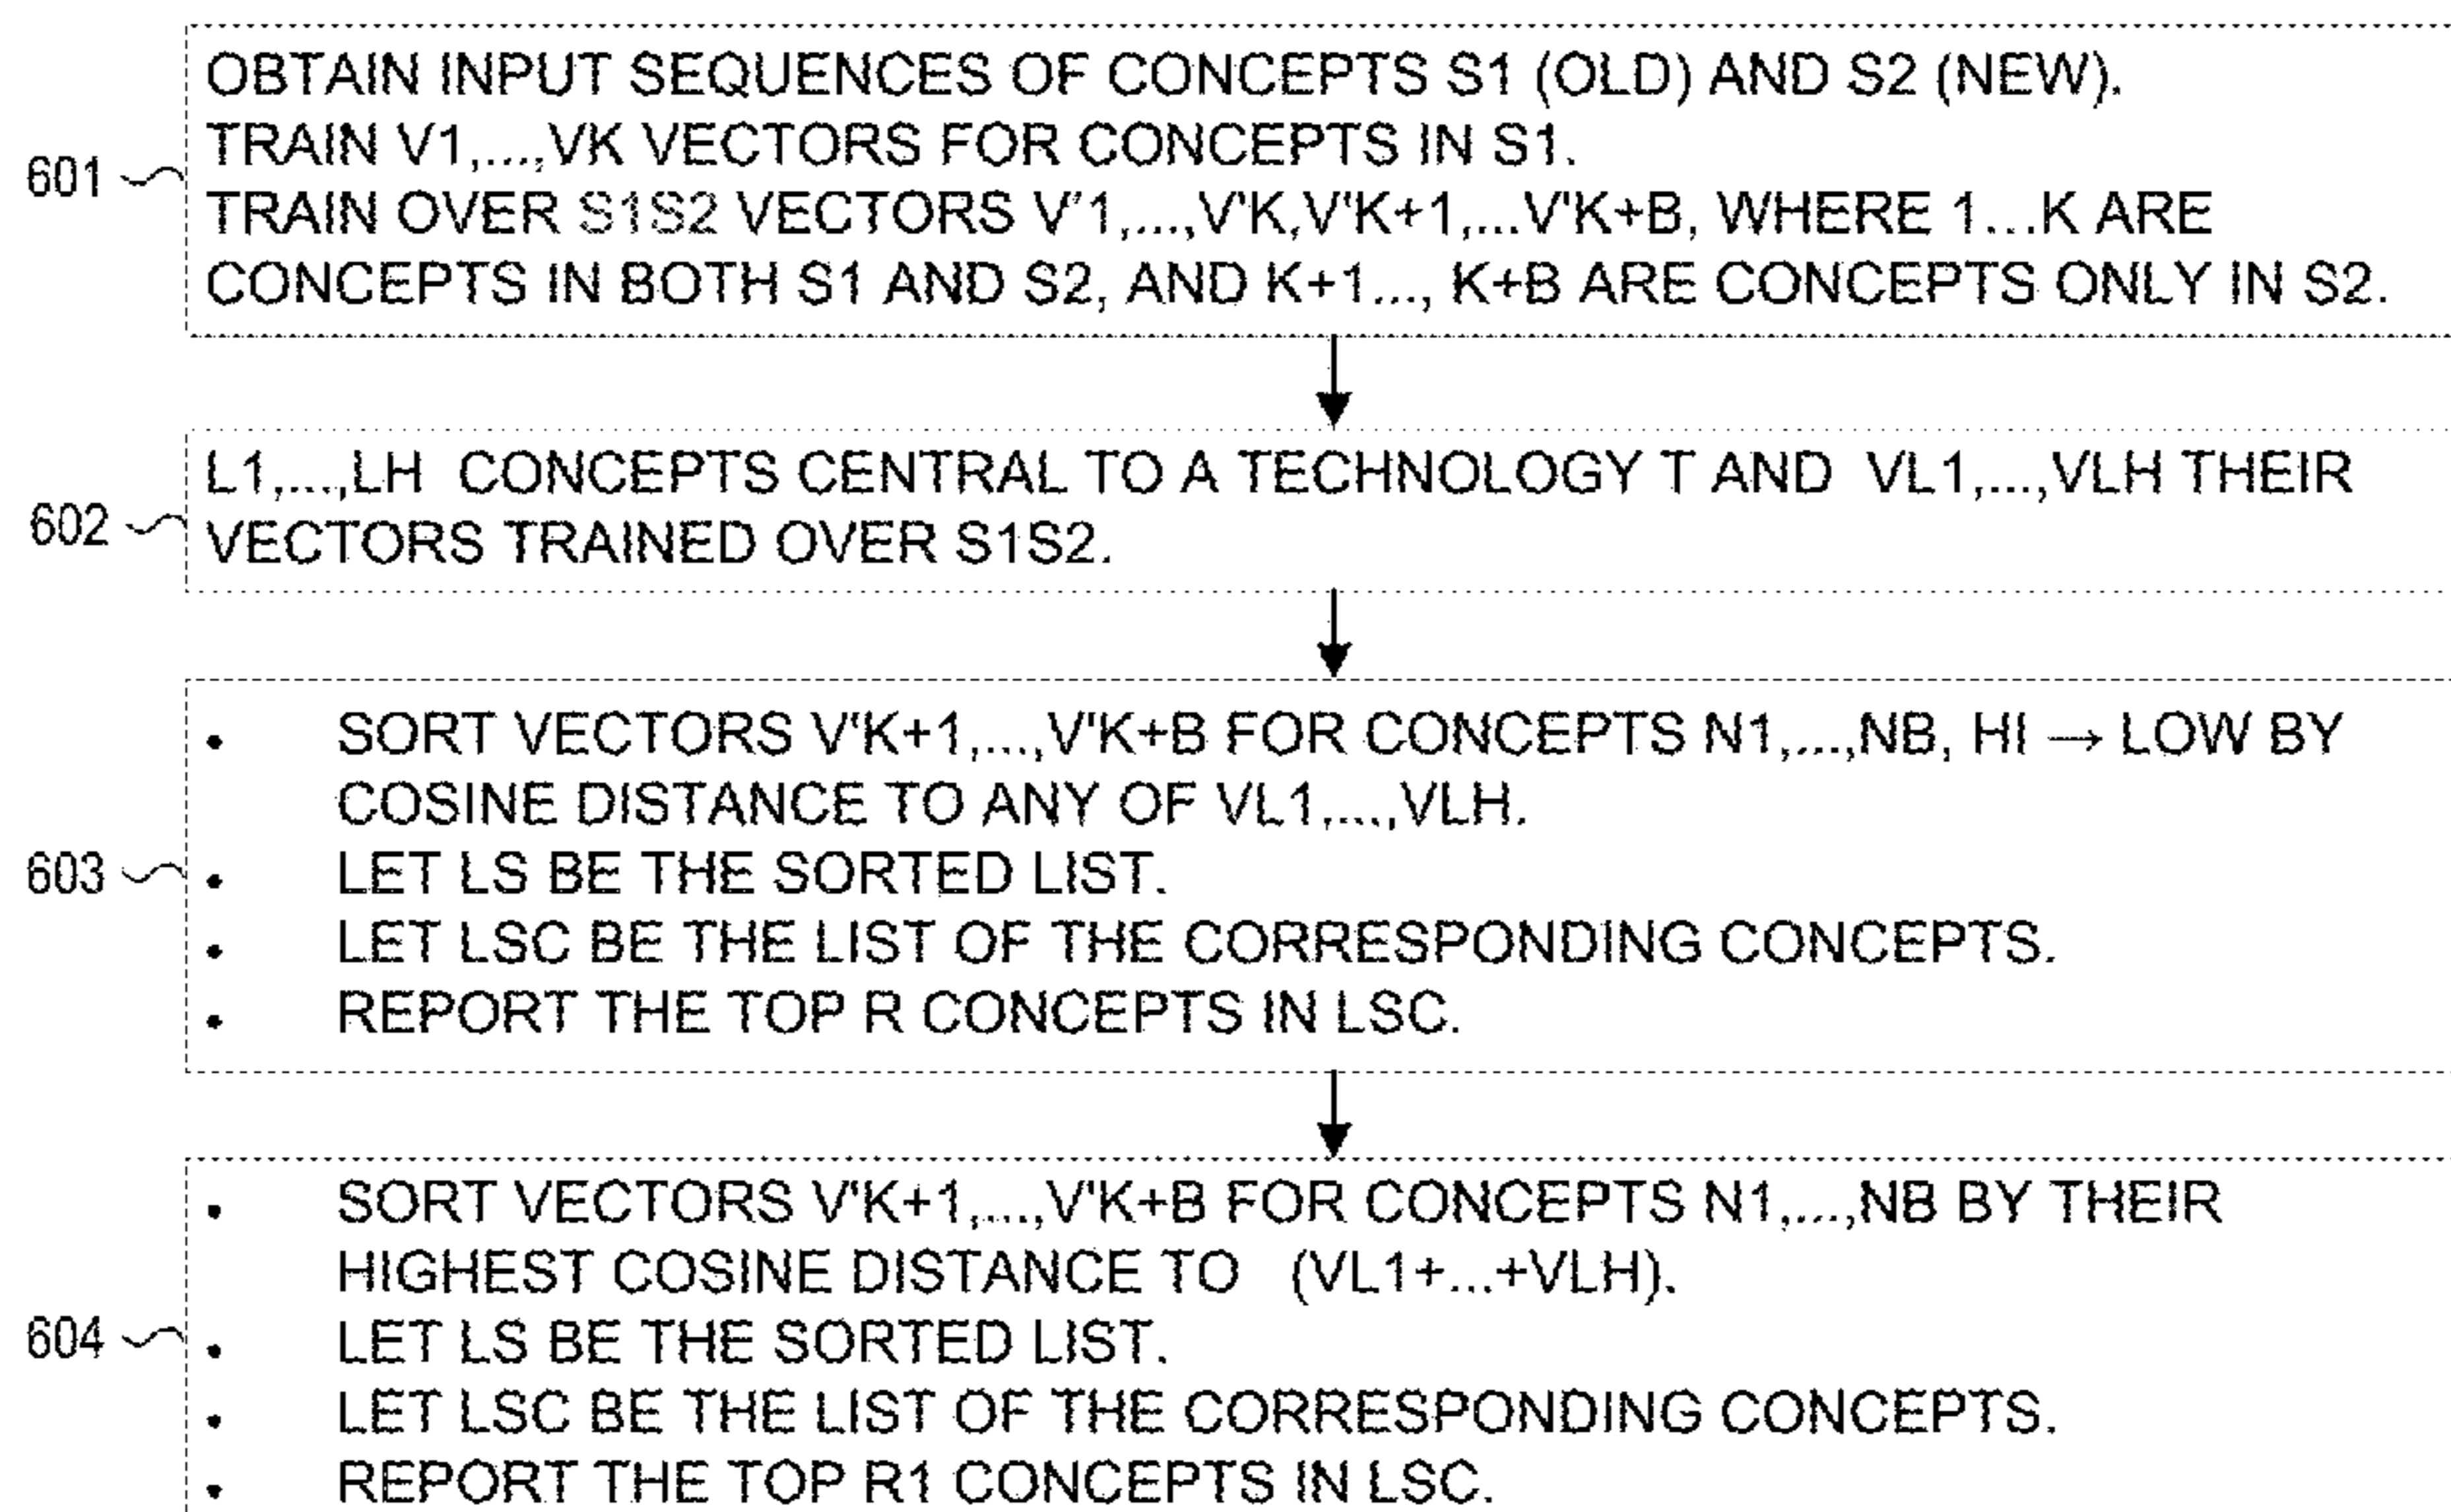 OBTAIN INPUT SEQUENCES OF CONCEPTS S1 (OLD) AND S2 (NEW).
TRAIN V1,...,VK VECTORS FOR CONCEPTS IN S1.
601
TRAIN OVER S1S2 VECTORS V'1,...,V'K,V'K+1,...V'K+B, WHERE 1...K ARE
CONCEPTS IN BOTH S1 AND S2, AND K+1..., K+B ARE CONCEPTS ONLY IN S2.
L1,...,LH CONCEPTS CENTRAL TO A TECHNOLOGY T AND VL1,...,VLH THEIR
602
VECTORS TRAINED OVER S1S2.
• SORT VECTORS V'K+1,...,V'K+B FOR CONCEPTS N1,...,NB, HI → LOW BY
COSINE DISTANCE TO ANY OF VL1,...,VLH.
603
• LET LS BE THE SORTED LIST.
• LET LSC BE THE LIST OF THE CORRESPONDING CONCEPTS.
• REPORT THE TOP R CONCEPTS IN LSC.
• SORT VECTORS V'K+1,...,V'K+B FOR CONCEPTS N1,...,NB BY THEIR
HIGHEST COSINE DISTANCE TO (VL1+...+VLH).
604
• LET LS BE THE SORTED LIST.
• LET LSC BE THE LIST OF THE CORRESPONDING CONCEPTS.
• REPORT THE TOP R1 CONCEPTS IN LSC.